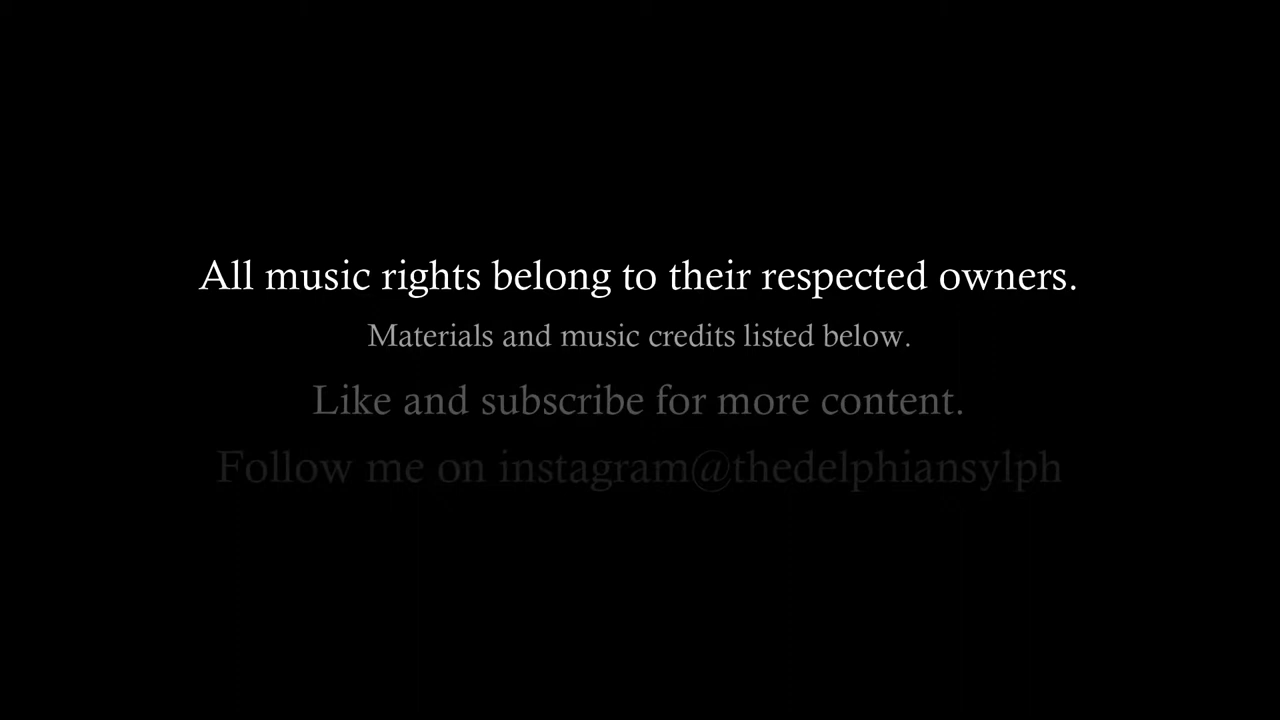 All music rights belong to their respected owners.
Materials and music credits listed below.
Like and subscribe for more content.
Follow me on instagram@thedelphiansylph